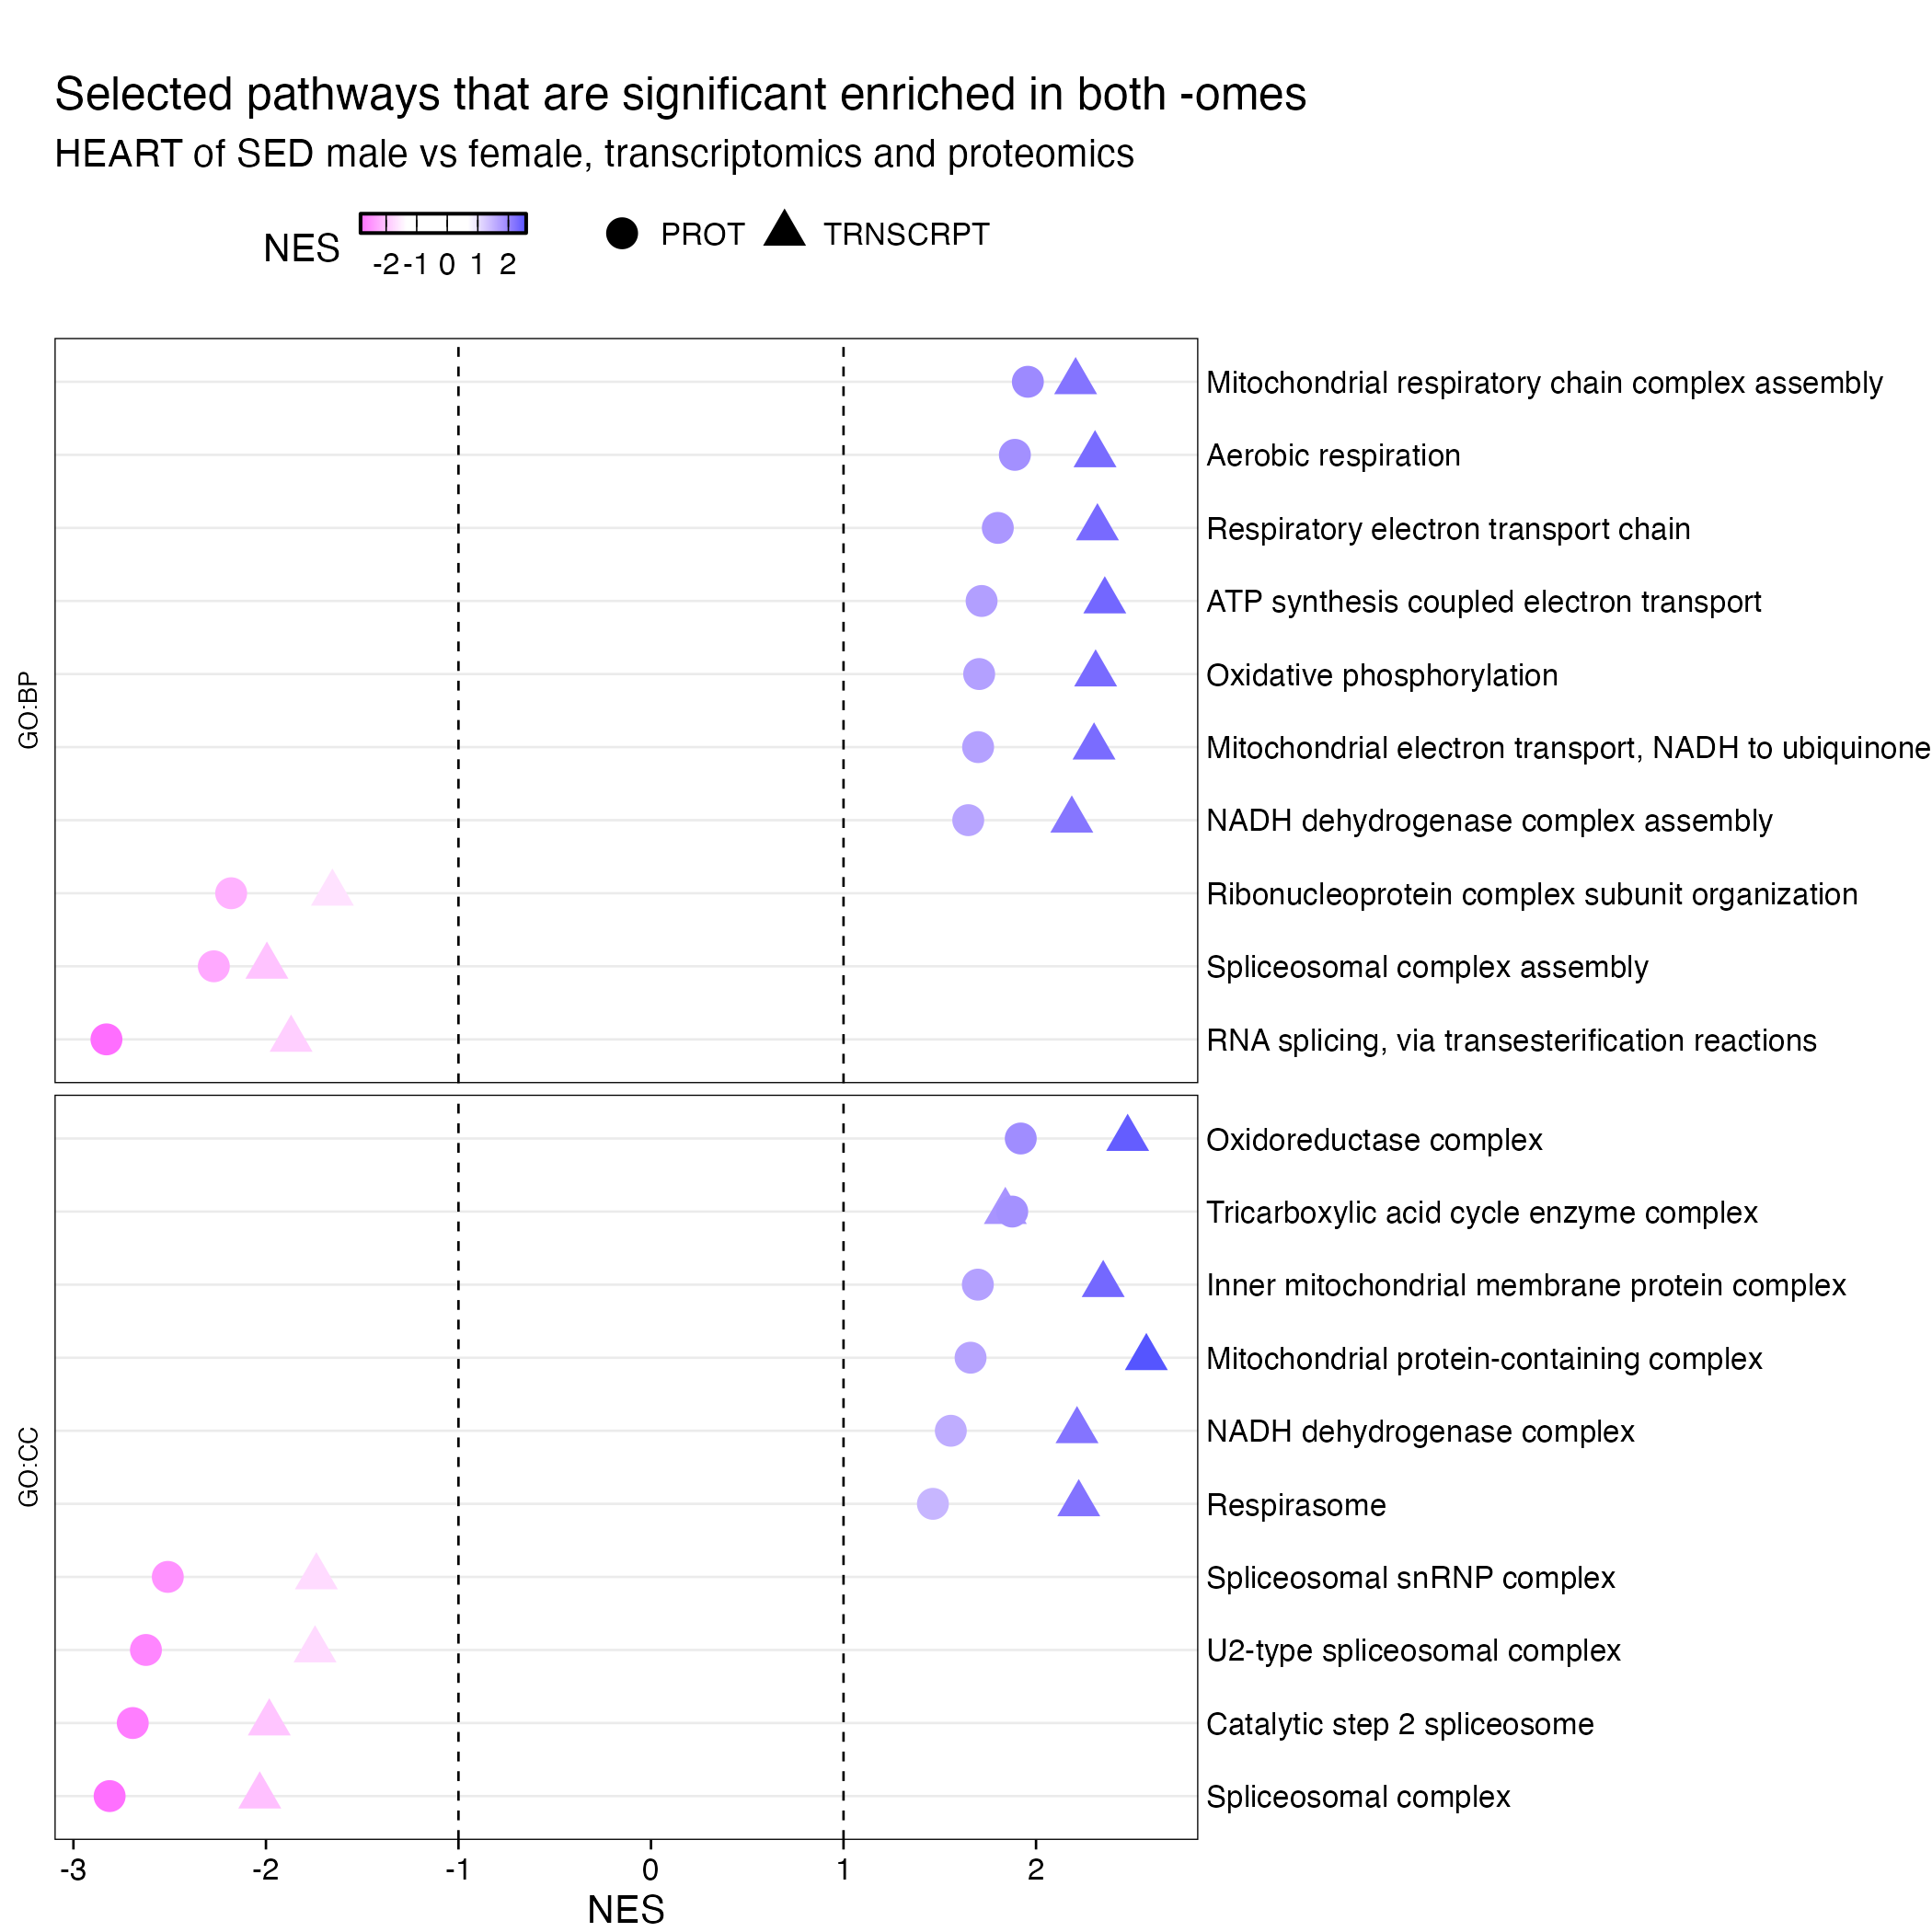 Selected pathways that are significant enriched in both -omes
HEART of SED male vs female, transcriptomics and proteomics
NES
-2 -1 0 1 2
PROT
TRNSCRPT
GO:BP
Mitochondrial respiratory chain complex assembly
Aerobic respiration
Respiratory electron transport chain
ATP synthesis coupled electron transport
Oxidative phosphorylation
Mitochondrial electron transport, NADH to ubiquinone
NADH dehydrogenase complex assembly
Ribonucleoprotein complex subunit organization
Spliceosomal complex assembly
RNA splicing, via transesterification reactions
GO:CC
Oxidoreductase complex
Tricarboxylic acid cycle enzyme complex
Inner mitochondrial membrane protein complex
Mitochondrial protein-containing complex
NADH dehydrogenase complex
Respirasome
Spliceosomal snRNP complex
U2-type spliceosomal complex
Catalytic step 2 spliceosome
Spliceosomal complex
-3 -2 -1 0 1 2
NES